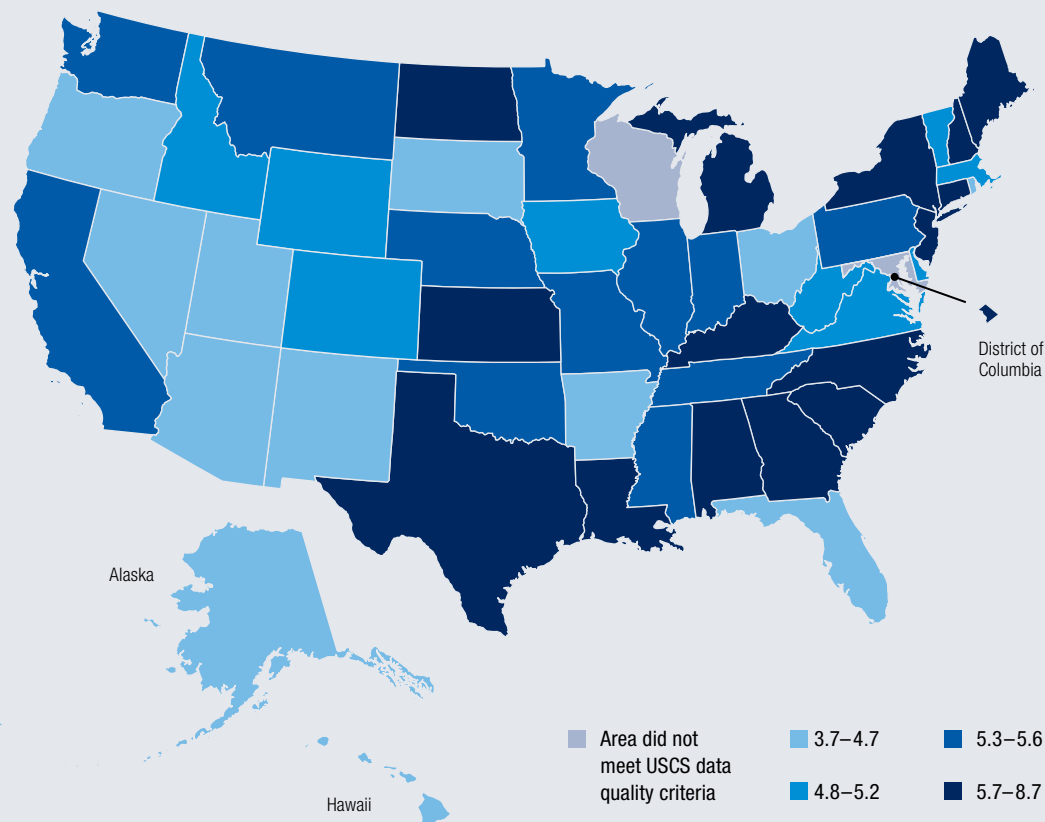 District of
Columbia
Alaska
Hawaii
Area did not
meet USCS data
quality criteria
3.7–4.7
4.8–5.2
5.3–5.6
5.7–8.7